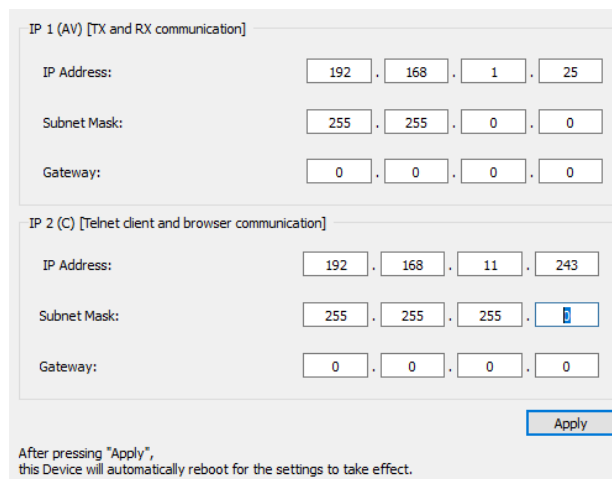 IP 1 (AV) [TX and RX communication]
IP Address: 192 . 168 . 1 . 25
Subnet Mask: 255 . 255 . 0 . 0
Gateway: 0 . 0 . 0 . 0
IP 2 (C) [Telnet client and browser communication]
IP Address: 192 . 168 . 11 . 243
Subnet Mask: 255 . 255 . 255 . 0
Gateway: 0 . 0 . 0 . 0
Apply
After pressing "Apply",
this Device will automatically reboot for the settings to take effect.